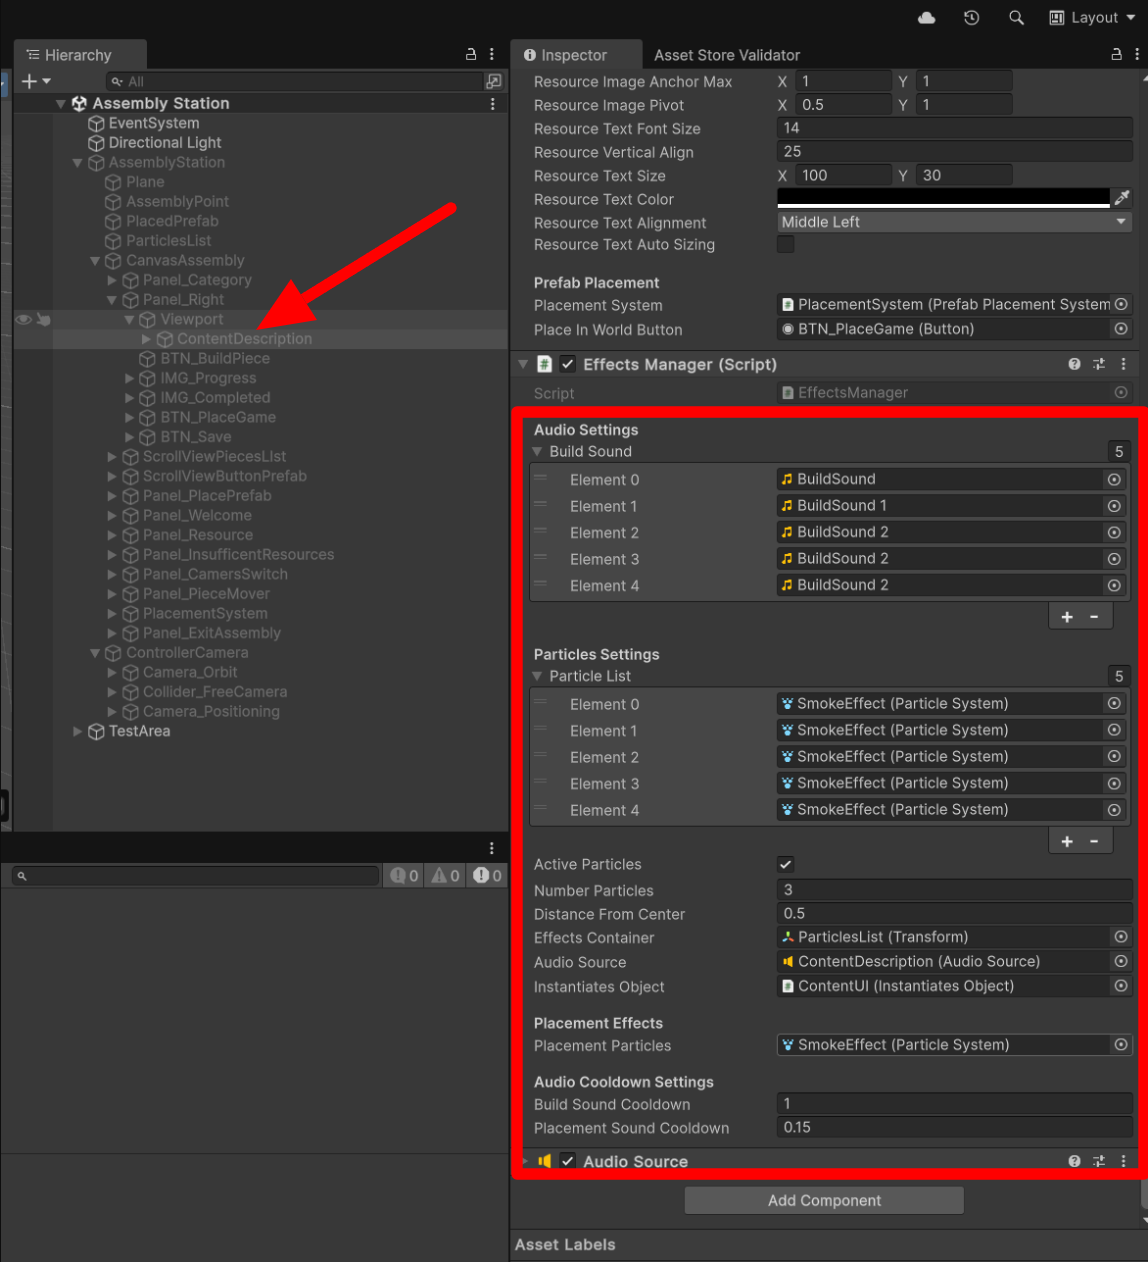 Layout
Hierarchy
All
Assembly Station
EventSystem
Directional Light
AssemblyStation
Plane
AssemblyPoint
PlacedPrefab
ParticlesList
CanvasAssembly
Panel_Category
Panel_Right
Viewport
ContentDescription
BTN_BuildPiece
IMG_Progress
IMG_Completed
BTN_PlaceGame
BTN_Save
ScrollViewPiecesList
ScrollViewButtonPrefab
Panel_PlacePrefab
Panel_Welcome
Panel_Resource
Panel_InsufficentResources
Panel_CamersSwitch
Panel_PieceMover
PlacementSystem
Panel_ExitAssembly
ControllerCamera
Camera_Orbit
Collider_FreeCamera
Camera_Positioning
TestArea
0 0 0
Inspector Asset Store Validator
Resource Image Anchor Max X 1 Y 1
Resource Image Pivot X 0.5 Y 1
Resource Text Font Size 14
Resource Vertical Align 25
Resource Text Size X 100 Y 30
Resource Text Color
Resource Text Alignment Middle Left
Resource Text Auto Sizing
Prefab Placement
Placement System PlacementSystem (Prefab Placement System
Place In World Button BTN_PlaceGame (Button)
Effects Manager (Script)
Script EffectsManager
Audio Settings
Build Sound 5
Element 0 BuildSound
Element 1 BuildSound 1
Element 2 BuildSound 2
Element 3 BuildSound 2
Element 4 BuildSound 2
+ -
Particles Settings
Particle List 5
Element 0 SmokeEffect (Particle System)
Element 1 SmokeEffect (Particle System)
Element 2 SmokeEffect (Particle System)
Element 3 SmokeEffect (Particle System)
Element 4 SmokeEffect (Particle System)
+ -
Active Particles
Number Particles 3
Distance From Center 0.5
Effects Container ParticlesList (Transform)
Audio Source ContentDescription (Audio Source)
Instantiates Object ContentUI (Instantiates Object)
Placement Effects
Placement Particles SmokeEffect (Particle System)
Audio Cooldown Settings
Build Sound Cooldown 1
Placement Sound Cooldown 0.15
Audio Source
Add Component
Asset Labels